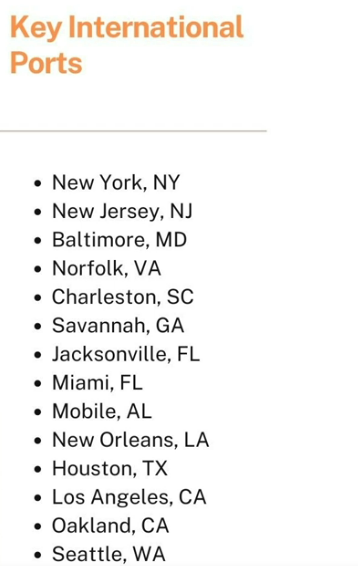 Key International
Ports
• New York, NY
• New Jersey, NJ
• Baltimore, MD
• Norfolk, VA
• Charleston, SC
• Savannah, GA
• Jacksonville, FL
• Miami, FL
• Mobile, AL
• New Orleans, LA
• Houston, TX
• Los Angeles, CA
• Oakland, CA
• Seattle, WA